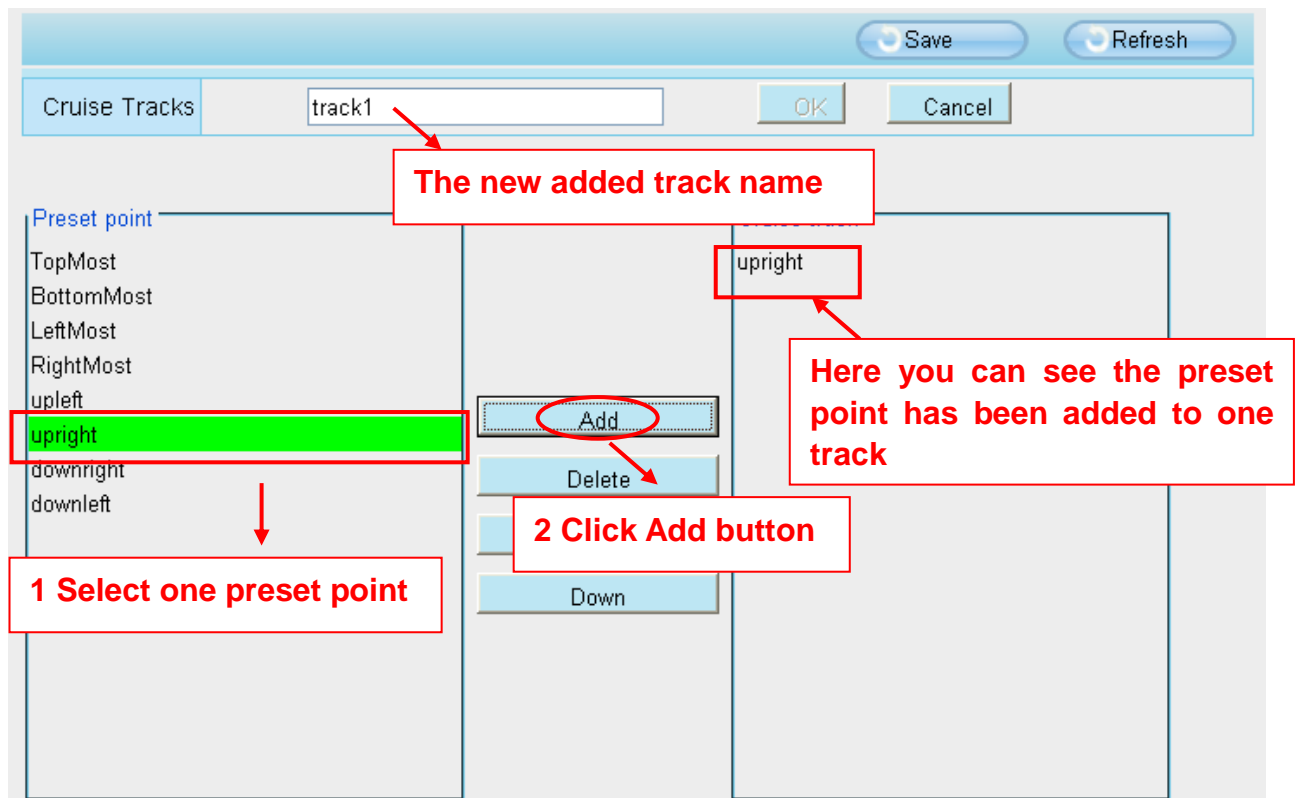 Save Refresh
Cruise Tracks track1 OK Cancel
The new added track name
Preset point
TopMost
BottomMost
LeftMost
RightMost
upleft
upright
downright
downleft
1 Select one preset point
Add
Delete
2 Click Add button
Down
upright
Here you can see the preset
point has been added to one
track